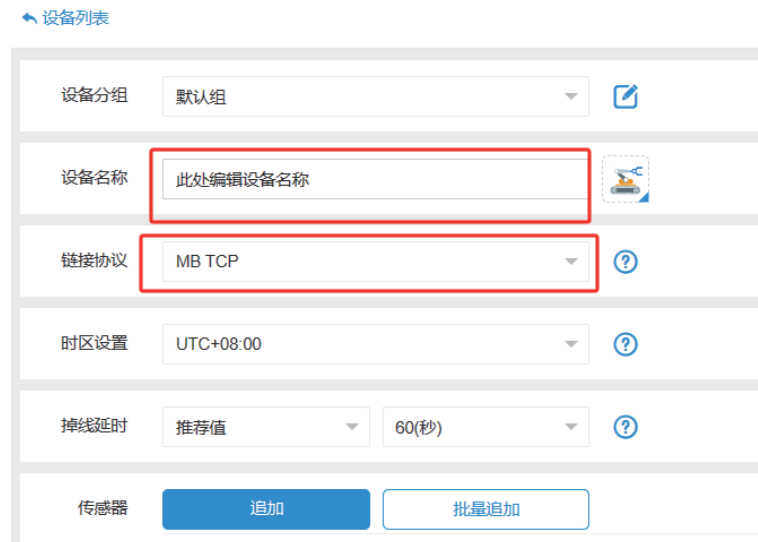 设备列表
设备分组 默认组
设备名称 此处编辑设备名称
链接协议 MB TCP
时区设置 UTC+08:00
掉线延时 推荐值 60(秒)
传感器 追加 批量追加